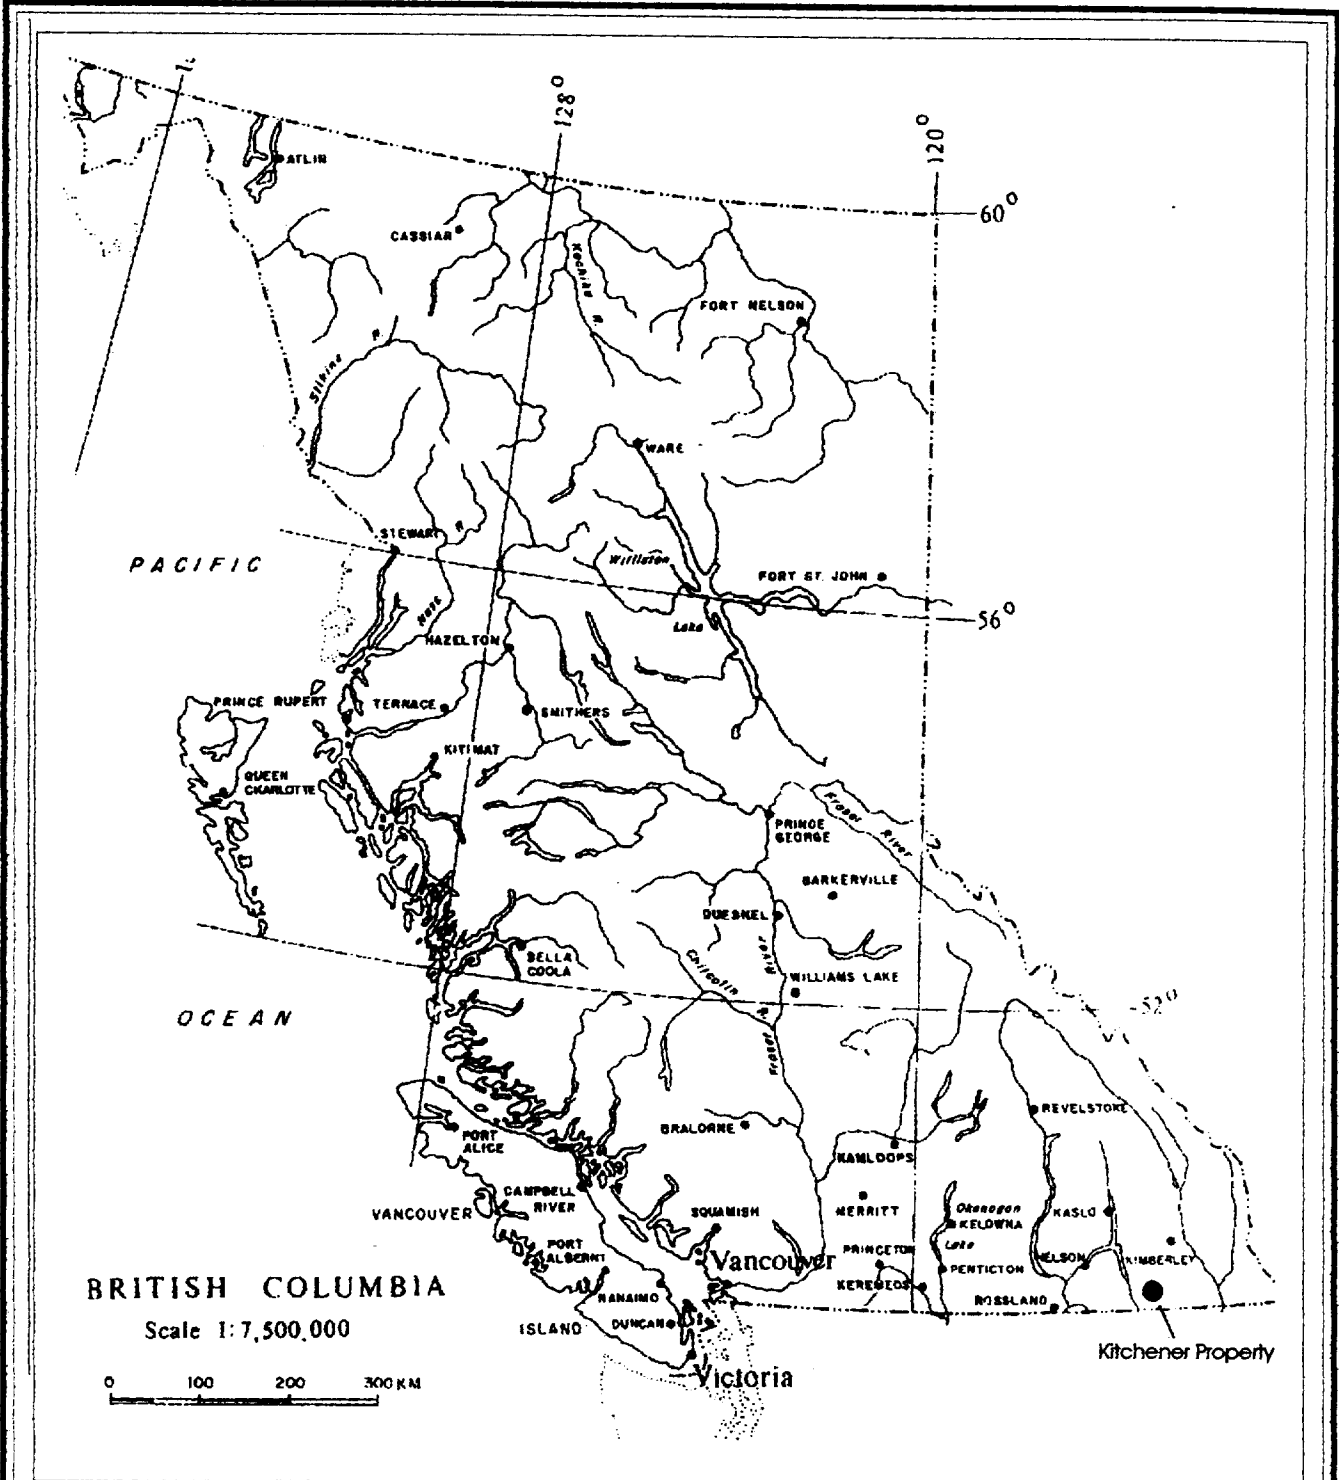 128°
120°
ATLIN
60°
CASSIAR
Kechika R.
FORT NELSON
Stikine R.
WARE
STEWART
R.
PACIFIC
Williston
FORT ST. JOHN
Nass
56°
Lake
HAZELTON
PRINCE RUPERT
TERRACE
SMITHERS
KITIMAT
QUEEN
CHARLOTTE
Fraser River
PRINCE
GEORGE
BARKERVILLE
QUESNEL
River
BELLA
COOLA
Chilcotin
WILLIAMS LAKE
R.
52°
OCEAN
Fraser
REVELSTOKE
BRALORNE
PORT
ALICE
KAMLOOPS
CAMPBELL
RIVER
VANCOUVER
SQUAMISH
MERRITT
Okanagan
KELOWNA
KASLO
Lake
PORT
ALBERNI
Vancouver
PRINCETON
PENTICTON
NELSON
KIMBERLEY
BRITISH COLUMBIA
NANAIMO
KEREMEOS
ROSSLAND
Scale 1:7,500,000
ISLAND
DUNCAN
Kitchener Property
Victoria
0 100 200 300 KM